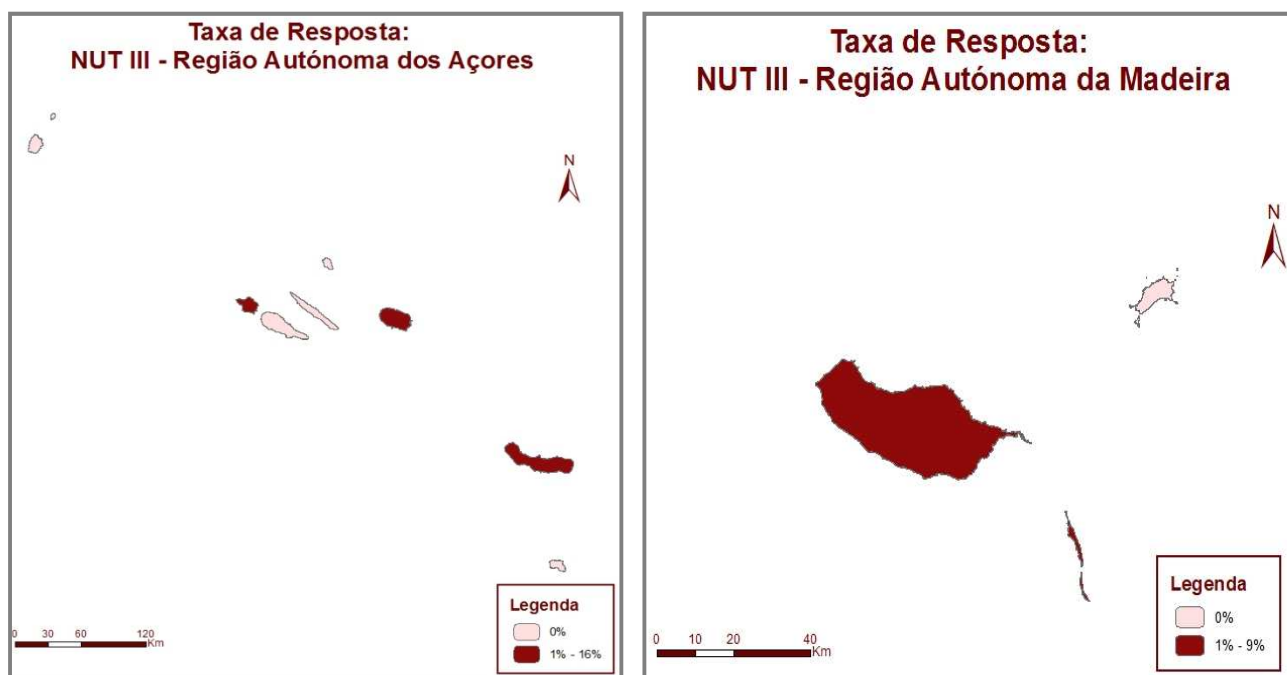 Taxa de Resposta:
NUT III - Região Autónoma dos Açores
N
Legenda
0%
1% - 16%
0 30 60 120
Km
Taxa de Resposta:
NUT III - Região Autónoma da Madeira
N
Legenda
0%
1% - 9%
0 10 20 40
Km